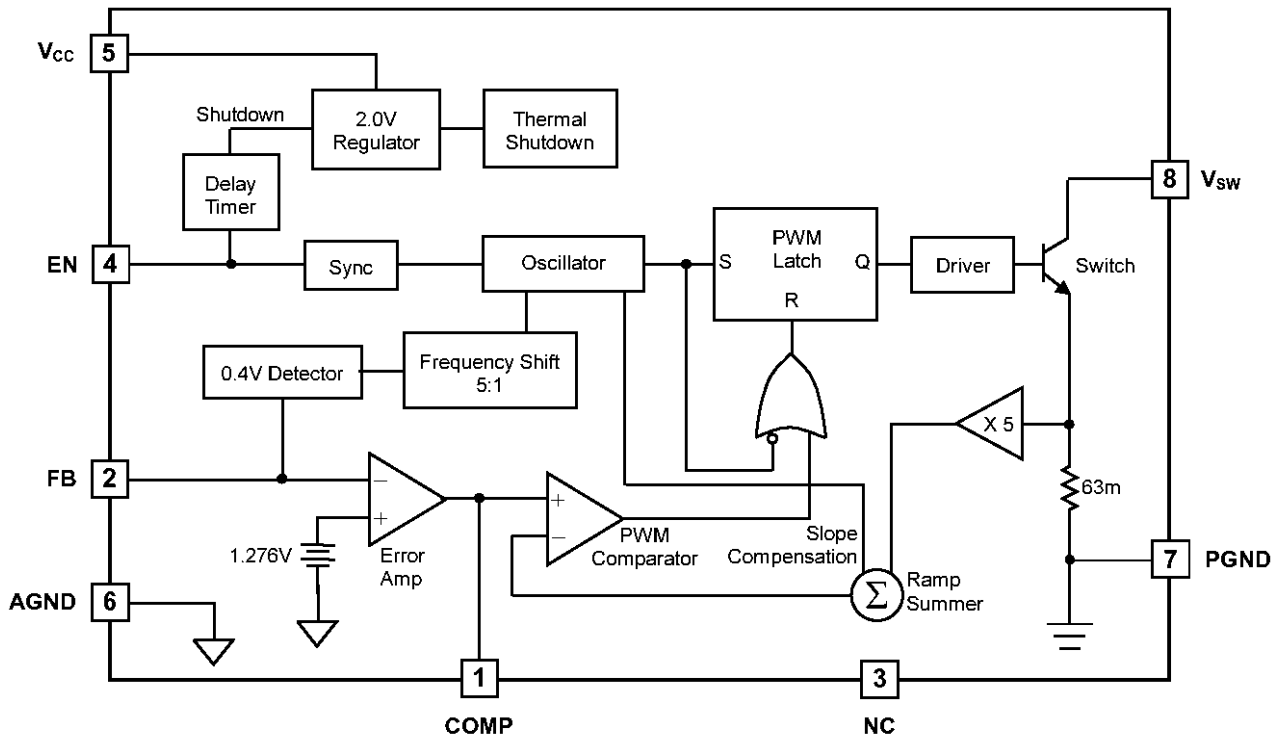 VCC
5
Shutdown
2.0V
Regulator
Thermal
Shutdown
Delay
Timer
8
VSW
EN
4
Sync
Oscillator
S
PWM
Latch
Q
R
Driver
Switch
0.4V Detector
Frequency Shift
5:1
X 5
FB
2
−
+
1.276V
Error
Amp
+
−
PWM
Comparator
Slope
Compensation
63m
Σ
Ramp
Summer
7
PGND
AGND
6
1
COMP
3
NC